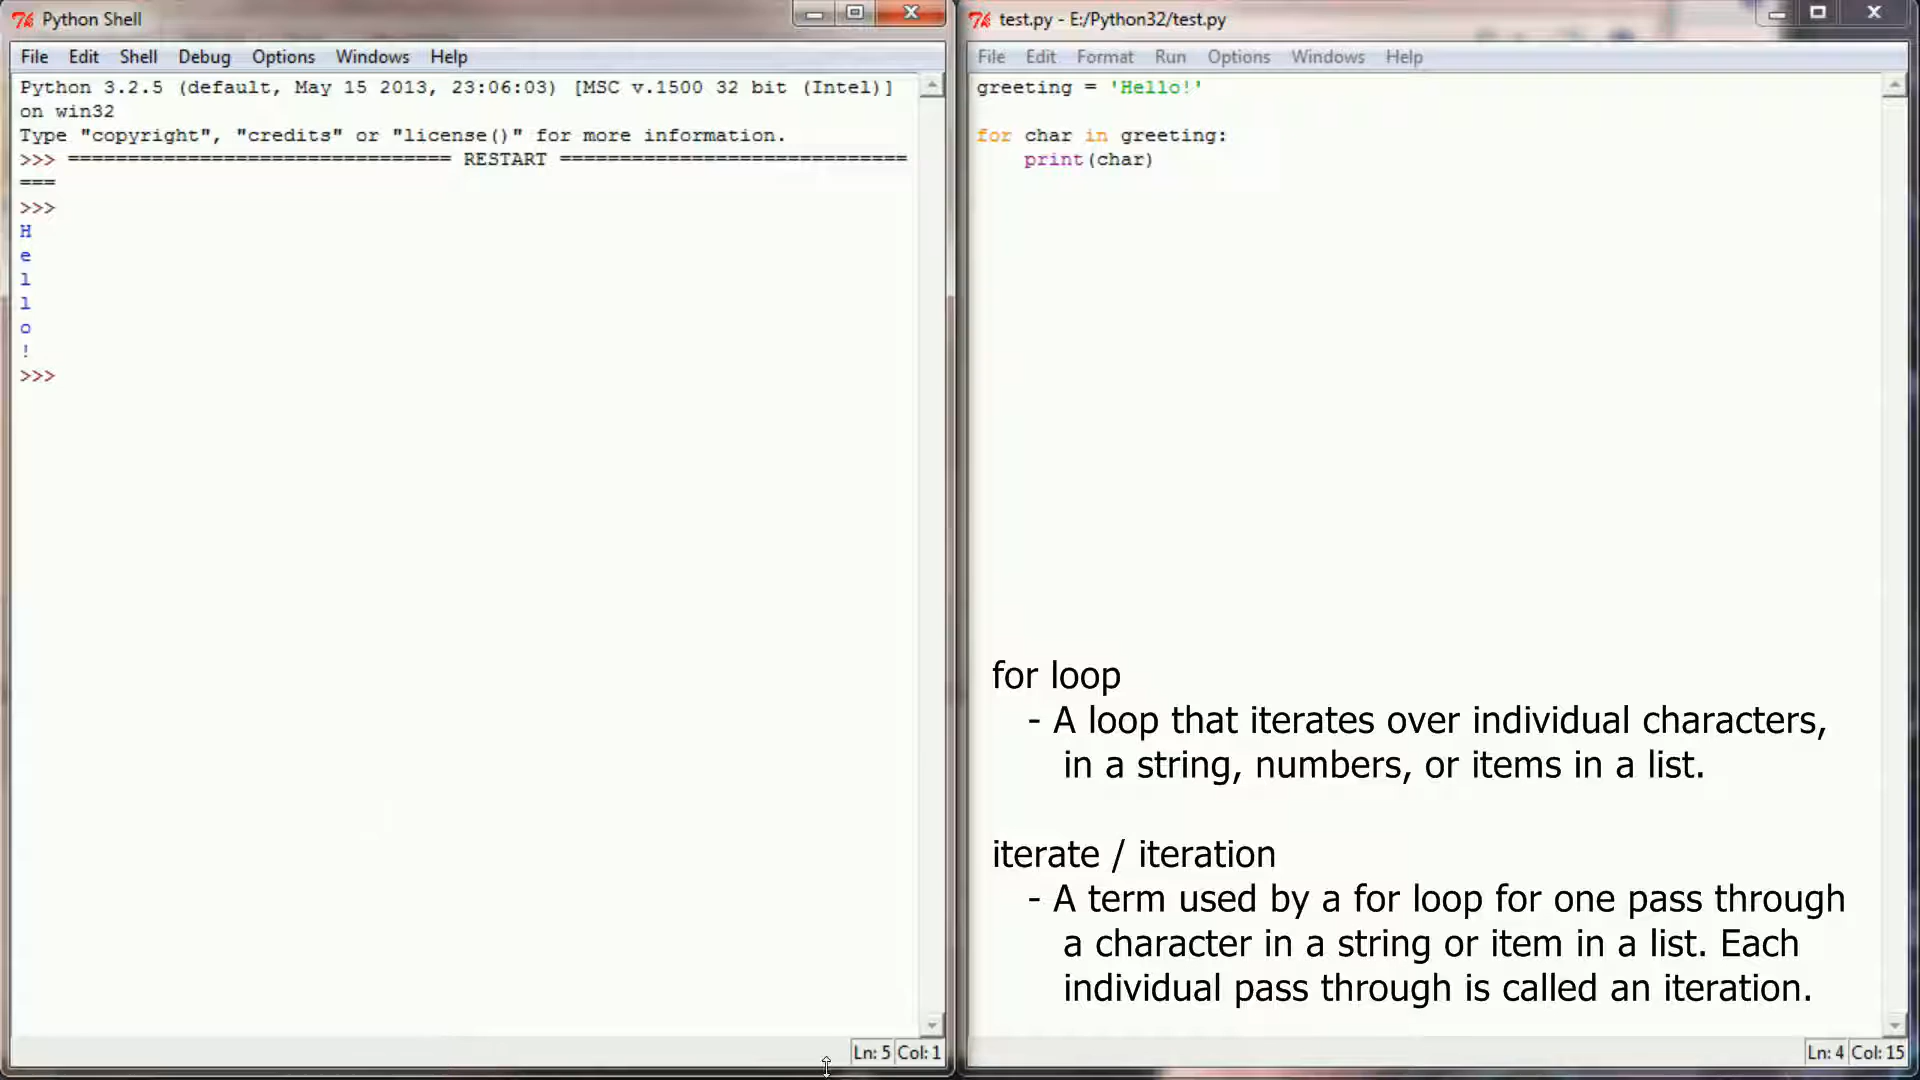 Python Shell
File Edit Shell Debug Options Windows Help
Python 3.2.5 (default, May 15 2013, 23:06:03) [MSC v.1500 32 bit (Intel)]
on win32
Type "copyright", "credits" or "license()" for more information.
>>> ================================ RESTART =============================
===
>>>
H
e
l
l
o
!
>>>
Ln: 5 Col: 1
test.py - E:/Python32/test.py
File Edit Format Run Options Windows Help
greeting = 'Hello!'
for char in greeting:
    print(char)
for loop
- A loop that iterates over individual characters,
in a string, numbers, or items in a list.
iterate / iteration
- A term used by a for loop for one pass through
a character in a string or item in a list. Each
individual pass through is called an iteration.
Ln: 4 Col: 15